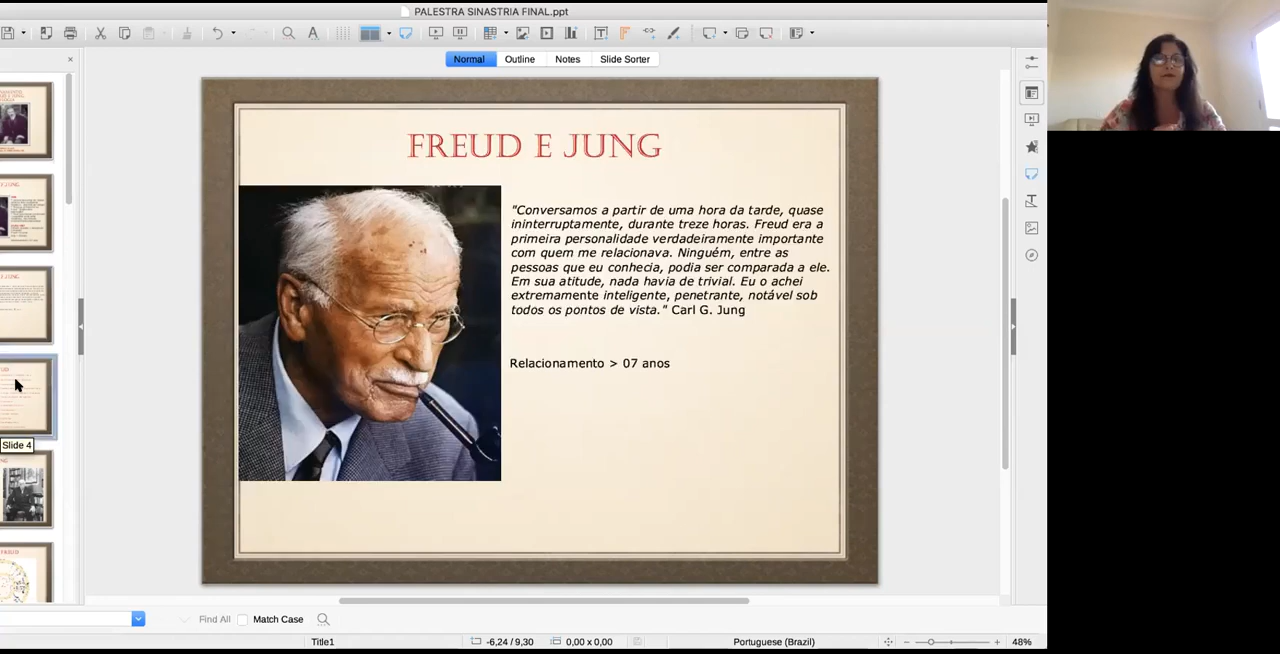 PALESTRA SINASTRIA FINAL.ppt
Normal
Outline
Notes
Slide Sorter
FREUD E JUNG
"Conversamos a partir de uma hora da tarde, quase
ininterruptamente, durante treze horas. Freud era a
primeira personalidade verdadeiramente importante
com quem me relacionava. Ninguém, entre as
pessoas que eu conhecia, podia ser comparada a ele.
Em sua atitude, nada havia de trivial. Eu o achei
extremamente inteligente, penetrante, notável sob
todos os pontos de vista." Carl G. Jung
Relacionamento > 07 anos
Slide 4
Find All
Match Case
Title1
-6,24 / 9,30
0,00 x 0,00
Portuguese (Brazil)
48%